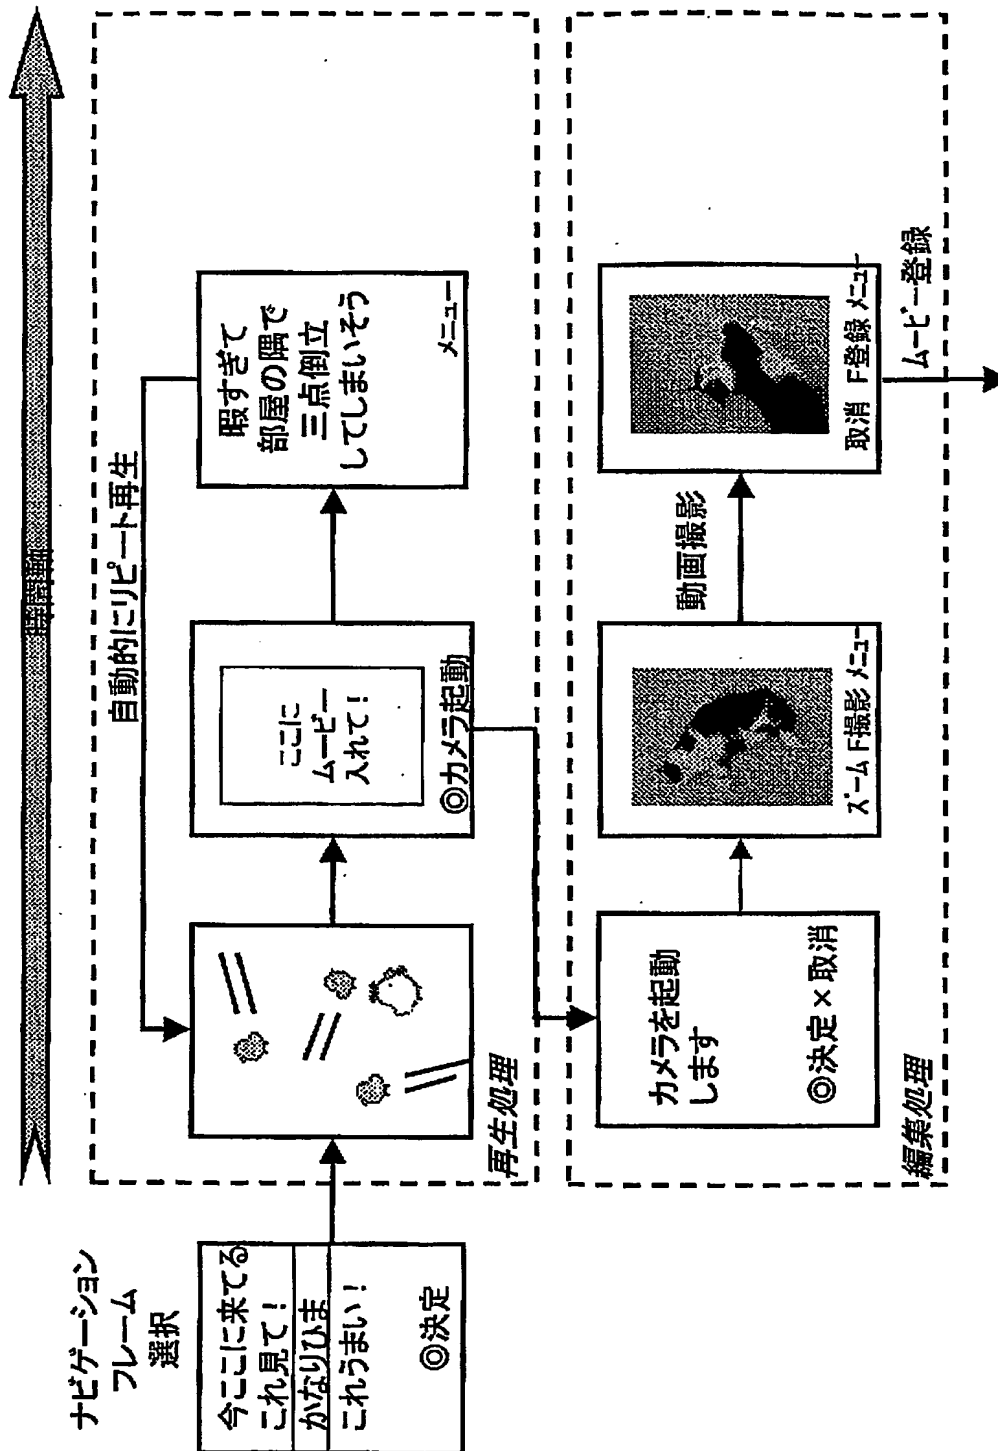 時間軸
ナビゲーション
フレーム
選択
今ここに来てる
これ見て！
かなりひま
これうまい！
◎決定
自動的にリピート再生
ここに
ムービー
入れて！
◎カメラ起動
暇すぎて
部屋の隅で
三点倒立
してしまいそう
メニュー
再生処理
カメラを起動
します
◎決定×取消
ズームF撮影 メニュー
動画撮影
取消 F登録 メニュー
ムービー登録
編集処理